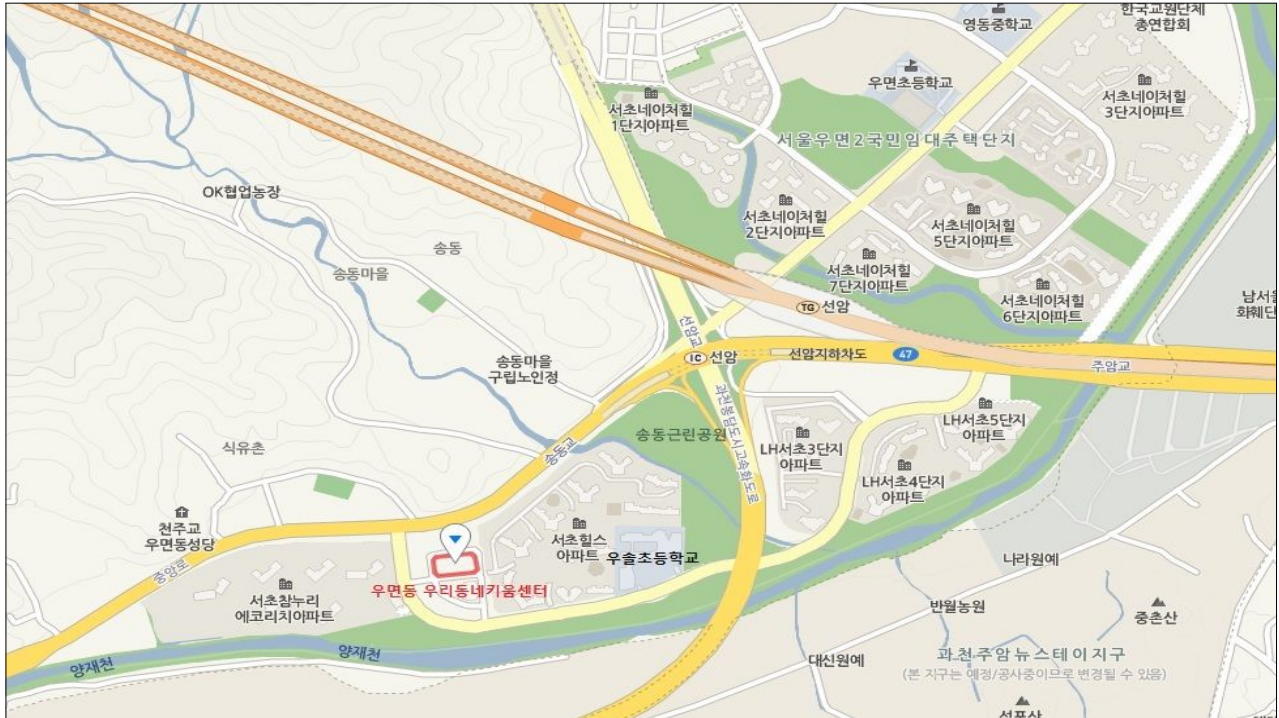 영동중학교
한국교원단체
총연합회
우면초등학교
서초네이처힐
1단지아파트
서초네이처힐
3단지아파트
서울우면2국민임대주택단지
OK협업농장
서초네이처힐
2단지아파트
서초네이처힐
5단지아파트
송동
송동마을
서초네이처힐
7단지아파트
서초네이처힐
6단지아파트
남서울
화훼단
TG 선암
선암교
IC 선암
선암지하차도
47
주암교
송동마을
구립노인정
과천봉담도시고속화도로
LH서초5단지
아파트
송동근린공원
송동교
LH서초3단지
아파트
LH서초4단지
아파트
식유촌
천주교
우면동성당
중앙로
서초힐스
아파트
우솔초등학교
나라원예
우면동 우리동네키움센터
서초참누리
에코리치아파트
반월농원
중촌산
양재천
양재천
대신원예
과천주암뉴스테이지구
(본 지구는 예정/공사중이므로 변경될 수 있음)